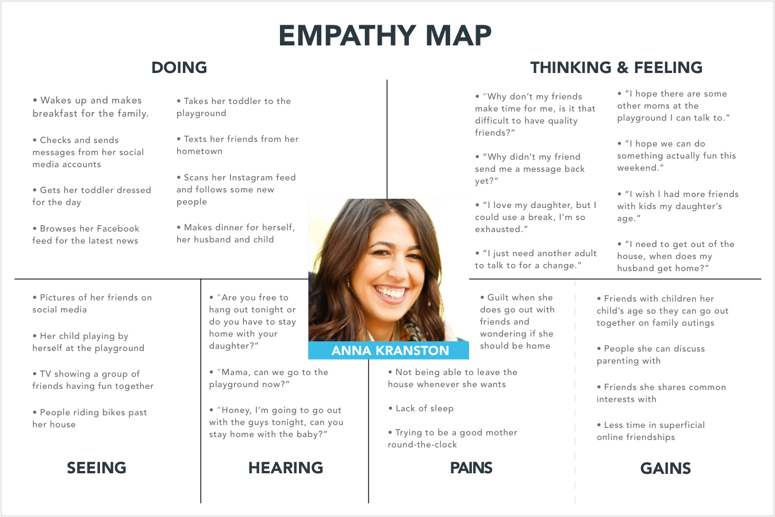 EMPATHY MAP
DOING
• Wakes up and makes
breakfast for the family.
• Checks and sends
messages from her social
media accounts
• Gets her toddler dressed
for the day
• Browses her Facebook
feed for the latest news
• Takes her toddler to the
playground
• Texts her friends from her
hometown
• Scans her Instagram feed
and follows some new
people
• Makes dinner for herself,
her husband and child
THINKING & FEELING
• “Why don’t my friends
make time for me, is it that
difficult to have quality
friends?”
• “Why didn’t my friend
send me a message back
yet?”
• “I love my daughter, but I
could use a break, I’m so
exhausted.”
• “I just need another adult
to talk to for a change.”
• “I hope there are some
other moms at the
playground I can talk to.”
• “I hope we can do
something actually fun this
weekend.”
• “I wish I had more friends
with kids my daughter’s
age.”
• “I need to get out of the
house, when does my
husband get home?”
ANNA KRANSTON
• Pictures of her friends on
social media
• Her child playing by
herself at the playground
• TV showing a group of
friends having fun together
• People riding bikes past
her house
SEEING
• “Are you free to
hang out tonight or
do you have to stay
home with your
daughter?”
• “Mama, can we go to the
playground now?”
• “Honey, I’m going to go out
with the guys tonight, can you
stay home with the baby?”
HEARING
• Guilt when she
does go out with
friends and
wondering if she
should be home
• Not being able to leave the
house whenever she wants
• Lack of sleep
• Trying to be a good mother
round-the-clock
PAINS
• Friends with children her
child’s age so they can go out
together on family outings
• People she can discuss
parenting with
• Friends she shares common
interests with
• Less time in superficial
online friendships
GAINS